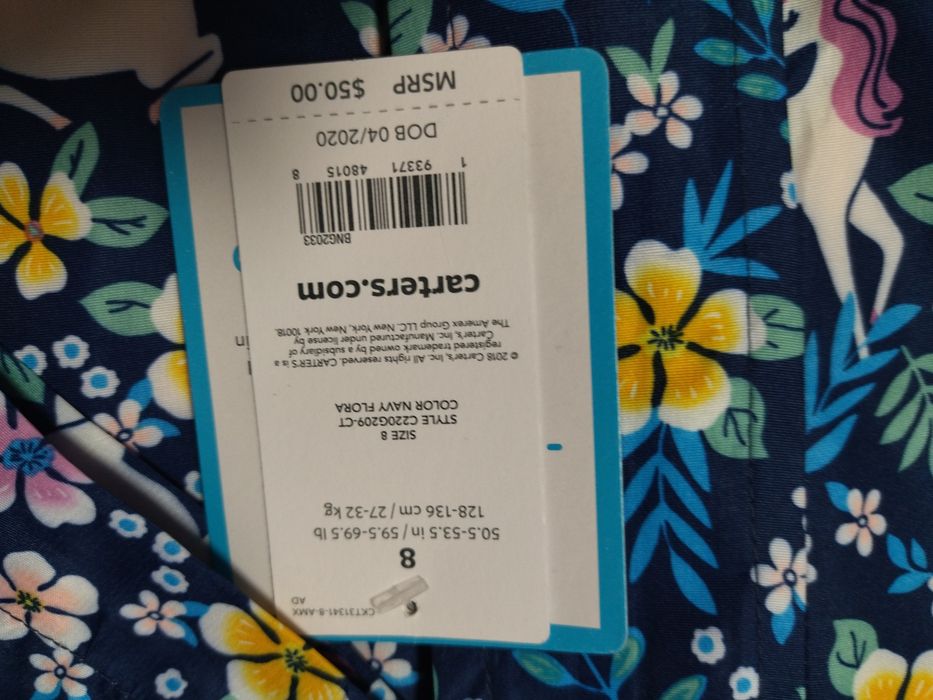 CKT31341-8-AMX
AD
8
50.5-53.5 in / 59.5-69.5 lb
128-136 cm / 27-32 kg
SIZE 8
STYLE C220G209-CT
COLOR NAVY FLORA
© 2018 Carter's, Inc. All rights reserved. CARTER'S is a
registered trademark owned by a subsidiary of
Carter's, Inc. Manufactured under license by
The Amerex Group LLC, New York, New York 10018.
carters.com
BNG2033
1 93371 48015 8
DOB 04/2020
MSRP $50.00